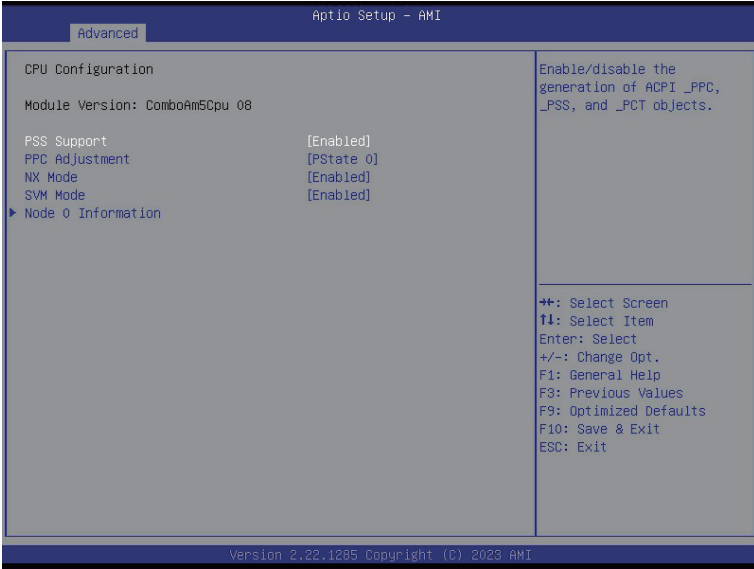 Aptio Setup – AMI
Advanced
CPU Configuration
Module Version: ComboAm5Cpu 08
PSS Support [Enabled]
PPC Adjustment [PState 0]
NX Mode [Enabled]
SVM Mode [Enabled]
Node 0 Information
Enable/disable the
generation of ACPI _PPC,
_PSS, and _PCT objects.
→←: Select Screen
↑↓: Select Item
Enter: Select
+/-: Change Opt.
F1: General Help
F3: Previous Values
F9: Optimized Defaults
F10: Save & Exit
ESC: Exit
Version 2.22.1285 Copyright (C) 2023 AMI